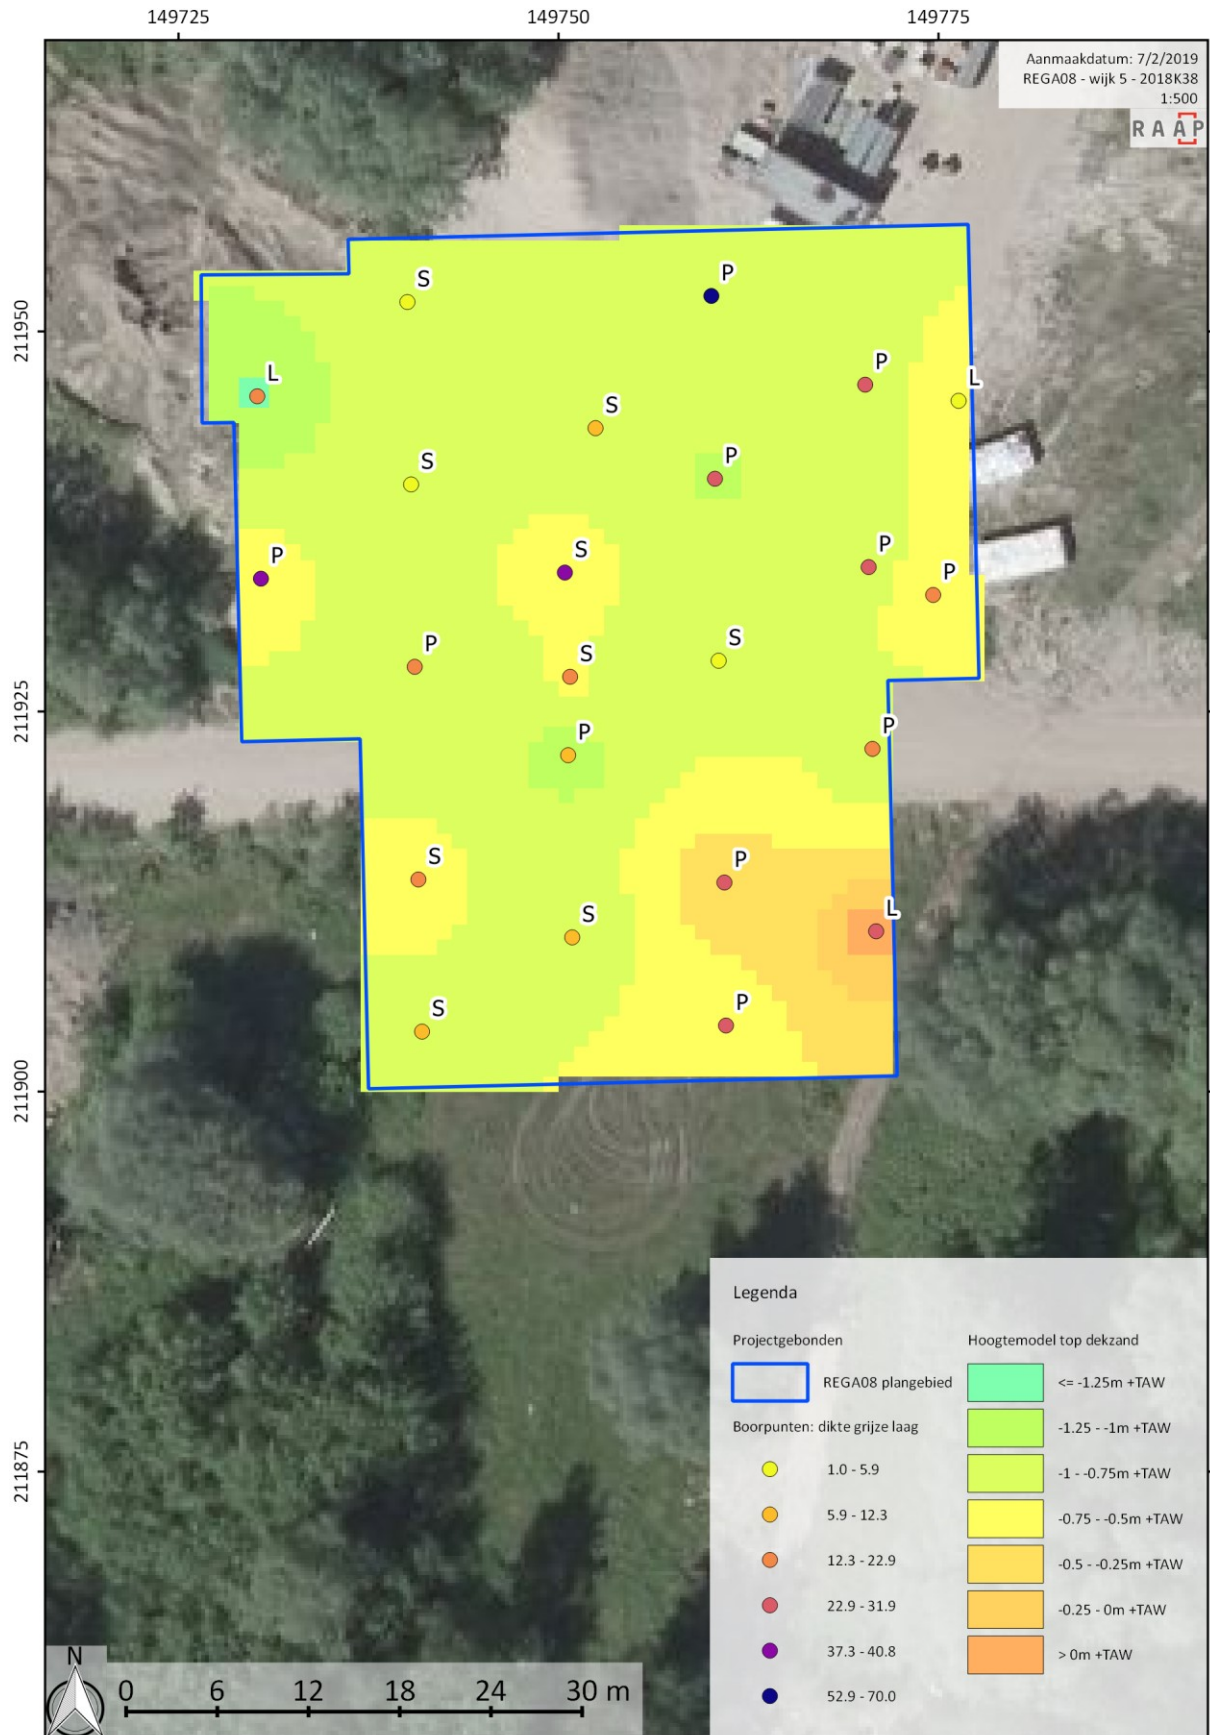 149725 149750 149775
Aanmaakdatum: 7/2/2019
REGA08 - wijk 5 - 2018K38
1:500
RAAP
S
P
211950
L
P
L
S
S
P
P
S
P
P
P
S
S
211925
P
P
S
P
L
S
S
P
211900
211875
Legenda
Projectgebonden
REGA08 plangebied
Boorpunten: dikte grijze laag
1.0 - 5.9
5.9 - 12.3
12.3 - 22.9
22.9 - 31.9
37.3 - 40.8
52.9 - 70.0
Hoogtemodel top dekzand
<= -1.25m +TAW
-1.25 - -1m +TAW
-1 - -0.75m +TAW
-0.75 - -0.5m +TAW
-0.5 - -0.25m +TAW
-0.25 - 0m +TAW
> 0m +TAW
N
0 6 12 18 24 30 m